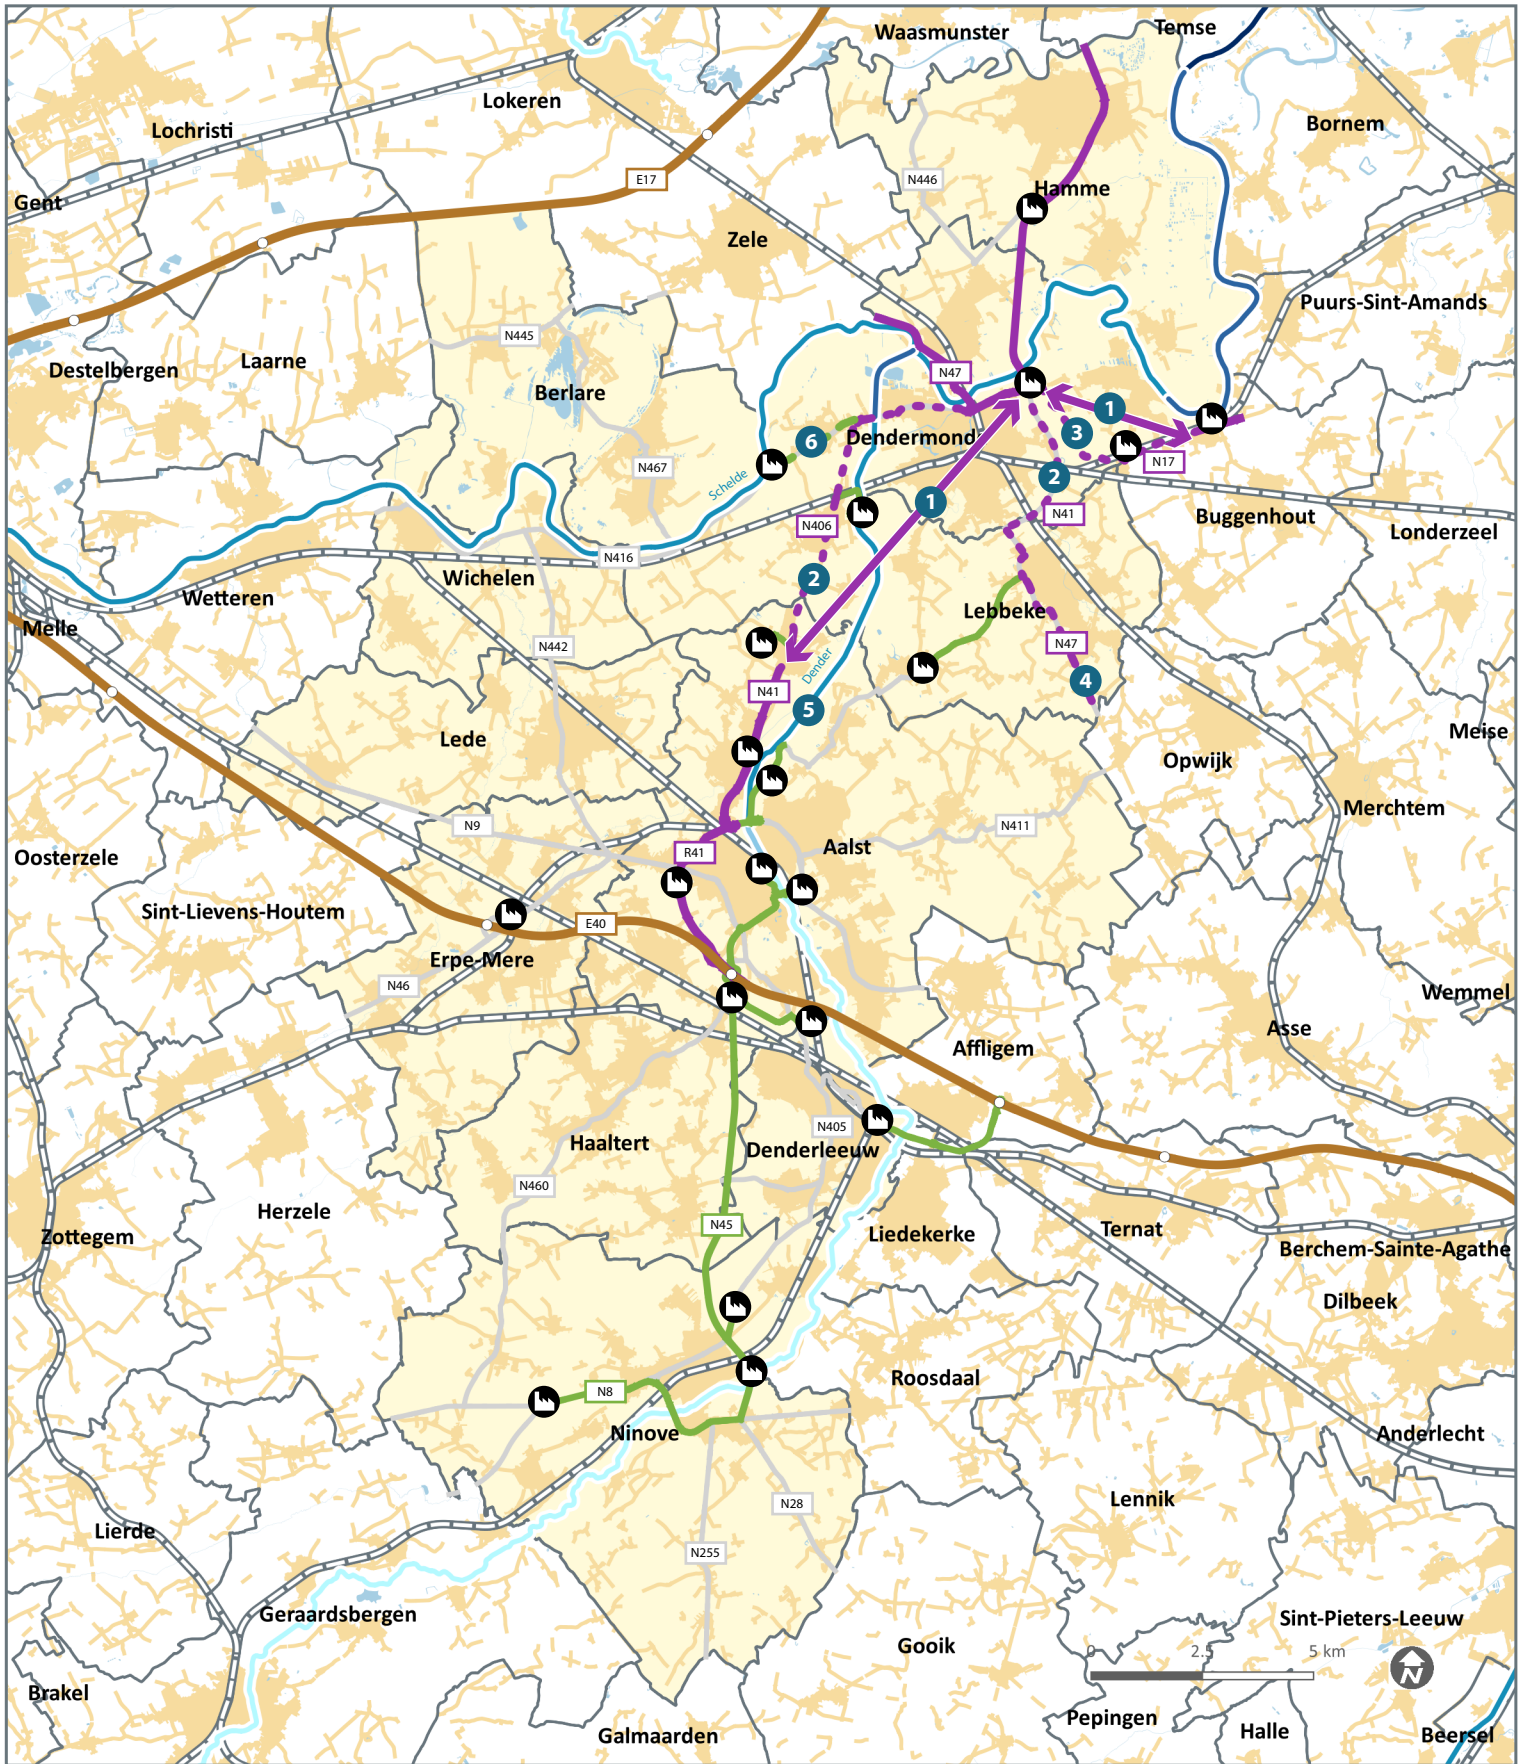 Waasmunster
Temse
Lokeren
Lochristi
Bornem
E17
N446
Hamme
Gent
Zele
Puurs-Sint-Amands
N445
Laarne
Destelbergen
N47
Berlare
1
3
6
Dendermond
N17
N467
2
Schelde
1
N41
N406
Buggenhout
Londerzeel
N416
Wichelen
2
Wetteren
Lebbeke
Melle
N442
N47
Dender
4
N41
5
Meise
Lede
Opwijk
Merchtem
N9
N411
Aalst
R41
Oosterzele
Sint-Lievens-Houtem
E40
Erpe-Mere
N46
Wemmel
Asse
Affligem
N405
Haaltert
Denderleeuw
N460
Herzele
N45
Zottegem
Liedekerke
Ternat
Berchem-Sainte-Agathe
Dilbeek
Roosdaal
N8
Ninove
Anderlecht
Lennik
N28
Lierde
N255
Geraardsbergen
Sint-Pieters-Leeuw
Gooik
0 2.5 5 km
N
Brakel
Pepingen
Halle
Galmaarden
Beersel